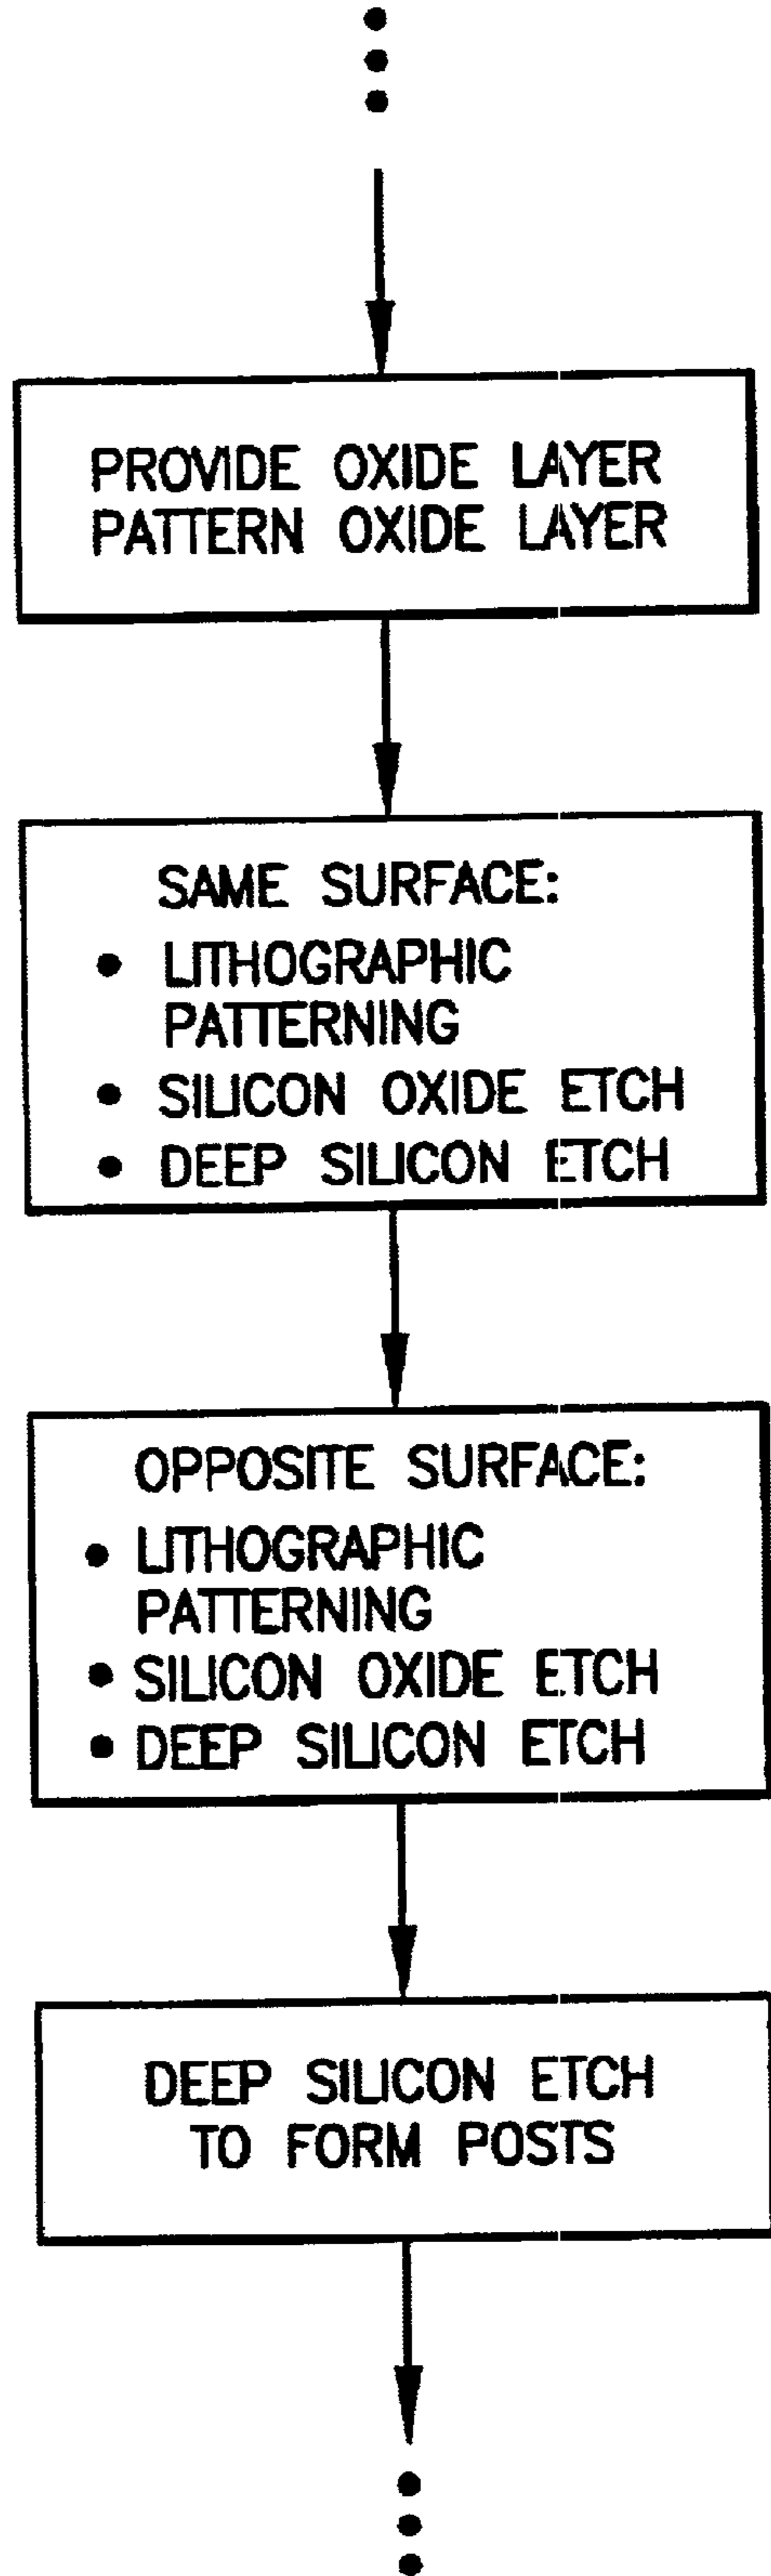 PROVIDE OXIDE LAYER
PATTERN OXIDE LAYER
SAME SURFACE:
• LITHOGRAPHIC
PATTERNING
• SILICON OXIDE ETCH
• DEEP SILICON ETCH
OPPOSITE SURFACE:
• LITHOGRAPHIC
PATTERNING
• SILICON OXIDE ETCH
• DEEP SILICON ETCH
DEEP SILICON ETCH
TO FORM POSTS